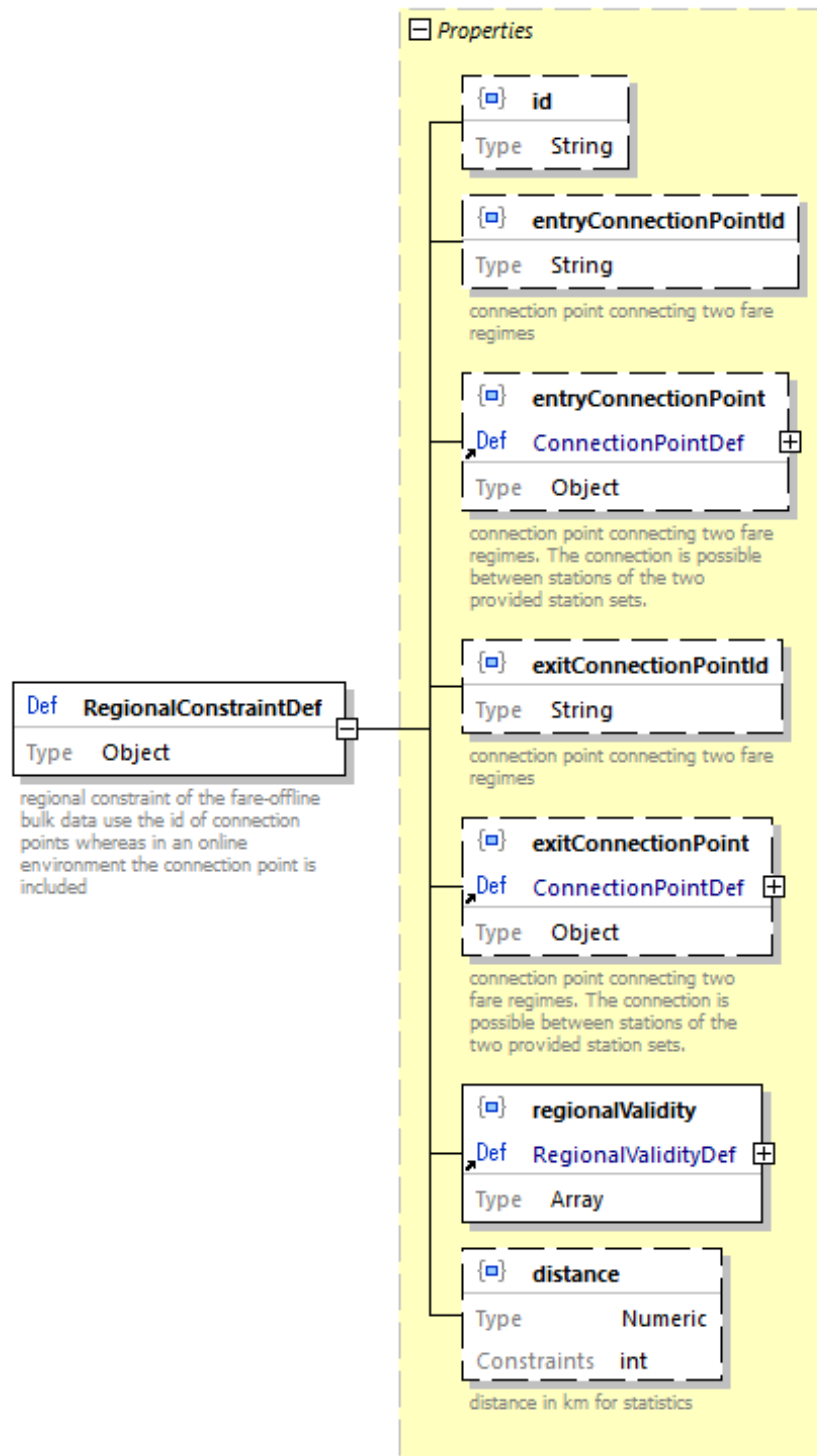 Properties
id
Type String
entryConnectionPointId
Type String
connection point connecting two fare
regimes
entryConnectionPoint
Def ConnectionPointDef
Type Object
connection point connecting two fare
regimes. The connection is possible
between stations of the two
provided station sets.
exitConnectionPointId
Type String
connection point connecting two fare
regimes
Def RegionalConstraintDef
Type Object
regional constraint of the fare-offline
bulk data use the id of connection
points whereas in an online
environment the connection point is
included
exitConnectionPoint
Def ConnectionPointDef
Type Object
connection point connecting two
fare regimes. The connection is
possible between stations of the
two provided station sets.
regionalValidity
Def RegionalValidityDef
Type Array
distance
Type Numeric
Constraints int
distance in km for statistics